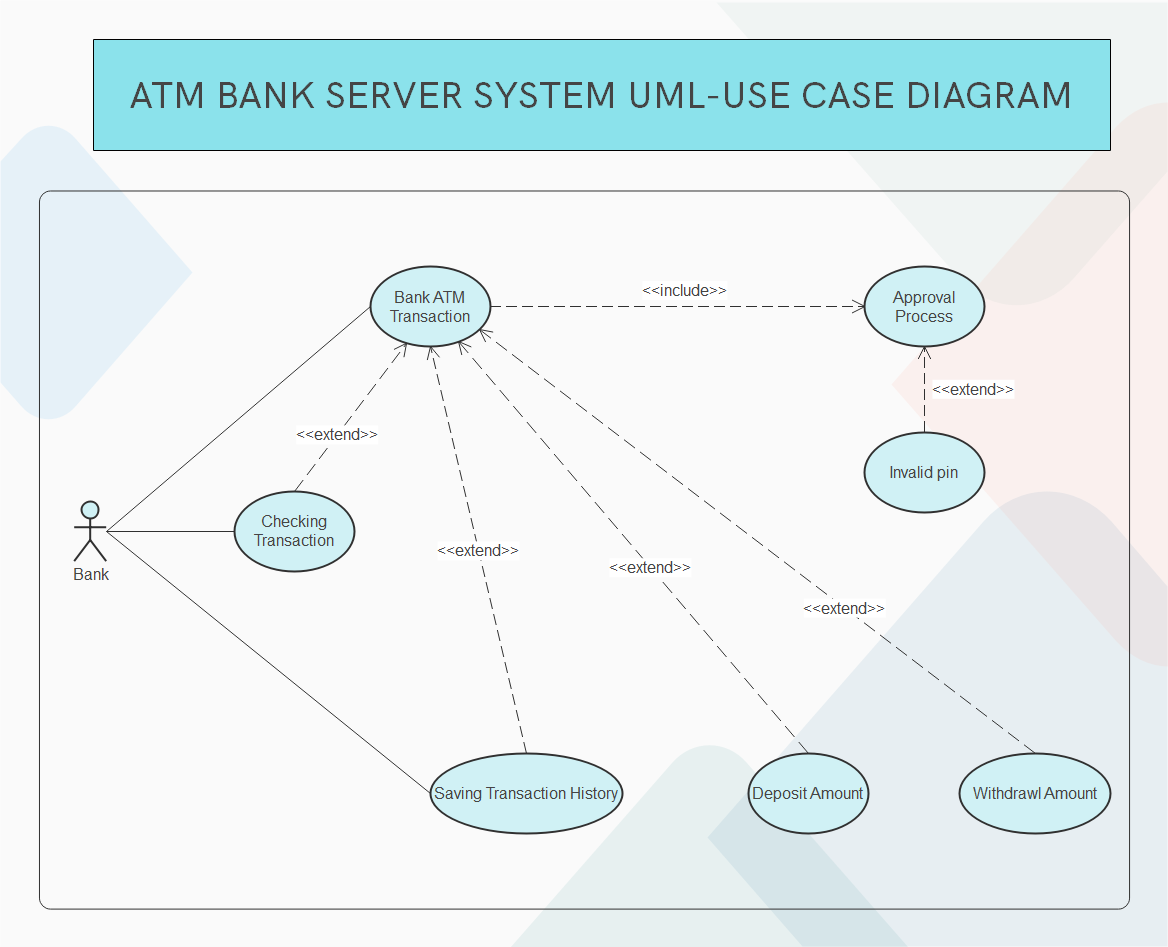 ATM BANK SERVER SYSTEM UML-USE CASE DIAGRAM
Bank ATM
Transaction
<<include>>
Approval
Process
<<extend>>
<<extend>>
Invalid pin
Checking
Transaction
Bank
<<extend>>
<<extend>>
<<extend>>
Saving Transaction History
Deposit Amount
Withdrawl Amount